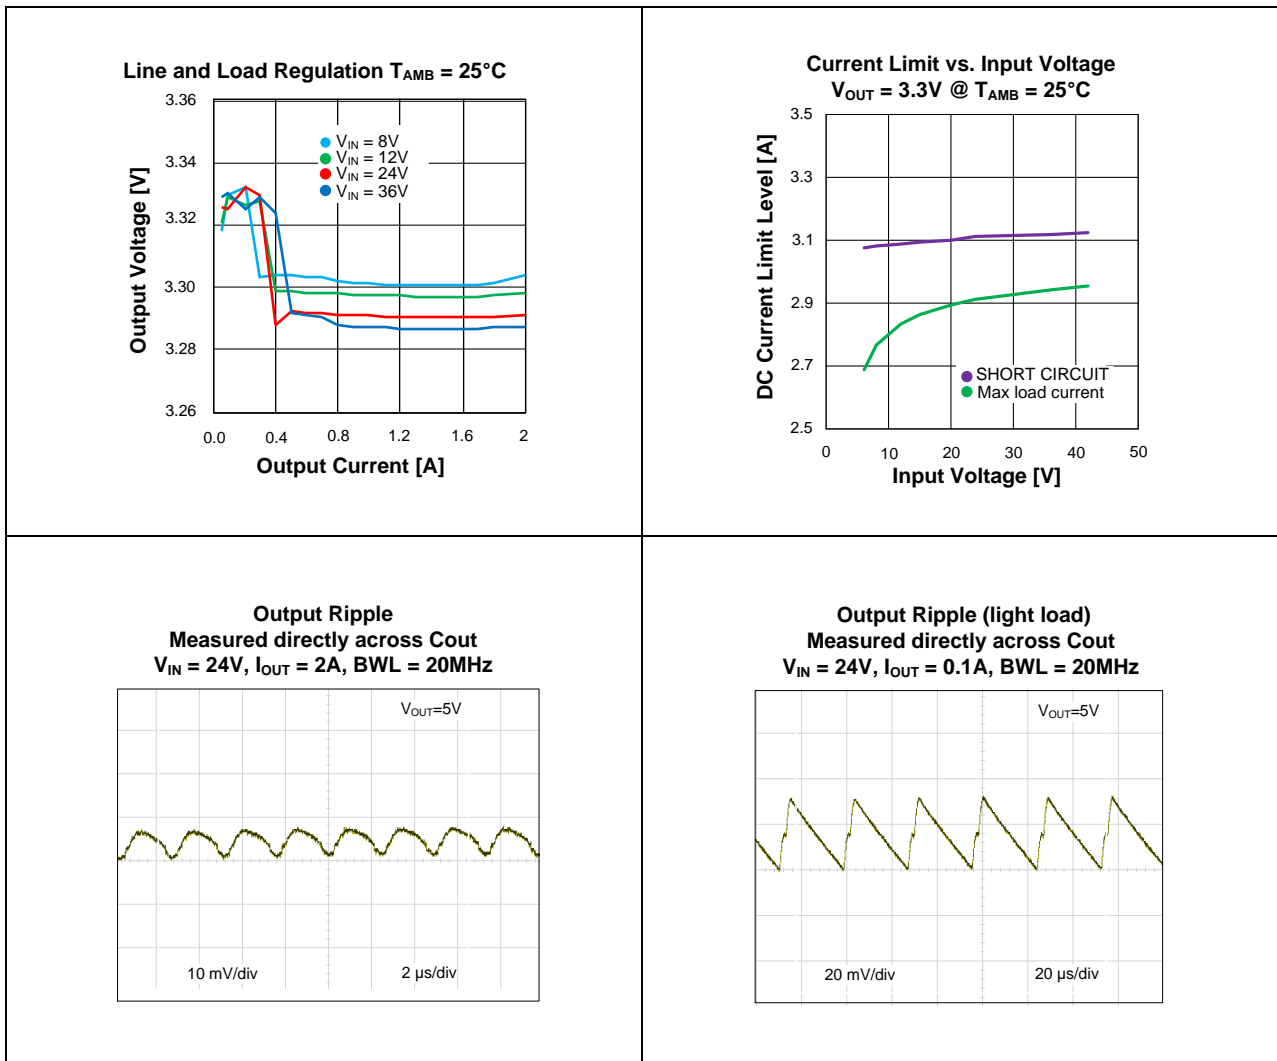 Line and Load Regulation TAMB = 25°C
3.36
3.34
3.32
3.30
3.28
3.26
Output Voltage [V]
VIN = 8V
VIN = 12V
VIN = 24V
VIN = 36V
0.0 0.4 0.8 1.2 1.6 2
Output Current [A]
Current Limit vs. Input Voltage
VOUT = 3.3V @ TAMB = 25°C
3.5
3.3
3.1
2.9
2.7
2.5
DC Current Limit Level [A]
SHORT CIRCUIT
Max load current
0 10 20 30 40 50
Input Voltage [V]
Output Ripple
Measured directly across Cout
VIN = 24V, IOUT = 2A, BWL = 20MHz
VOUT=5V
10 mV/div 2 µs/div
Output Ripple (light load)
Measured directly across Cout
VIN = 24V, IOUT = 0.1A, BWL = 20MHz
VOUT=5V
20 mV/div 20 µs/div